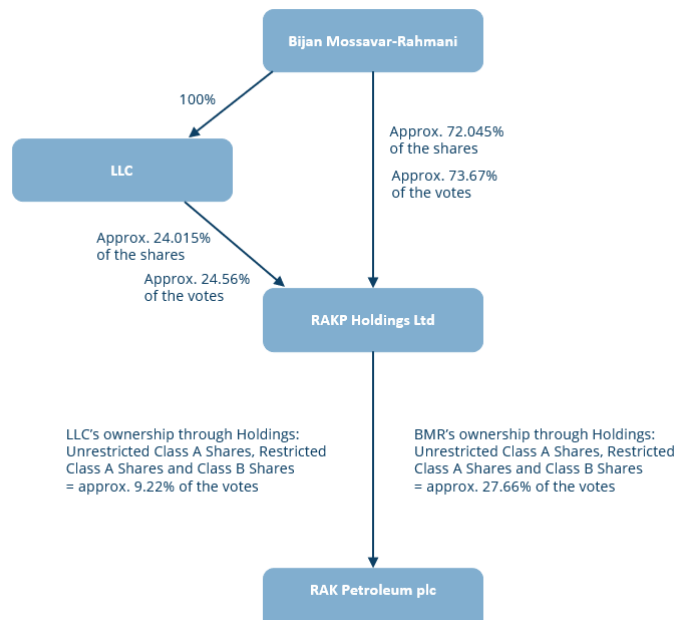 Bijan Mossavar-Rahmani
100%
Approx. 72.045%
of the shares
Approx. 73.67%
of the votes
LLC
Approx. 24.015%
of the shares
Approx. 24.56%
of the votes
RAKP Holdings Ltd
LLC's ownership through Holdings:
Unrestricted Class A Shares, Restricted
Class A Shares and Class B Shares
= approx. 9.22% of the votes
BMR's ownership through Holdings:
Unrestricted Class A Shares, Restricted
Class A Shares and Class B Shares
= approx. 27.66% of the votes
RAK Petroleum plc